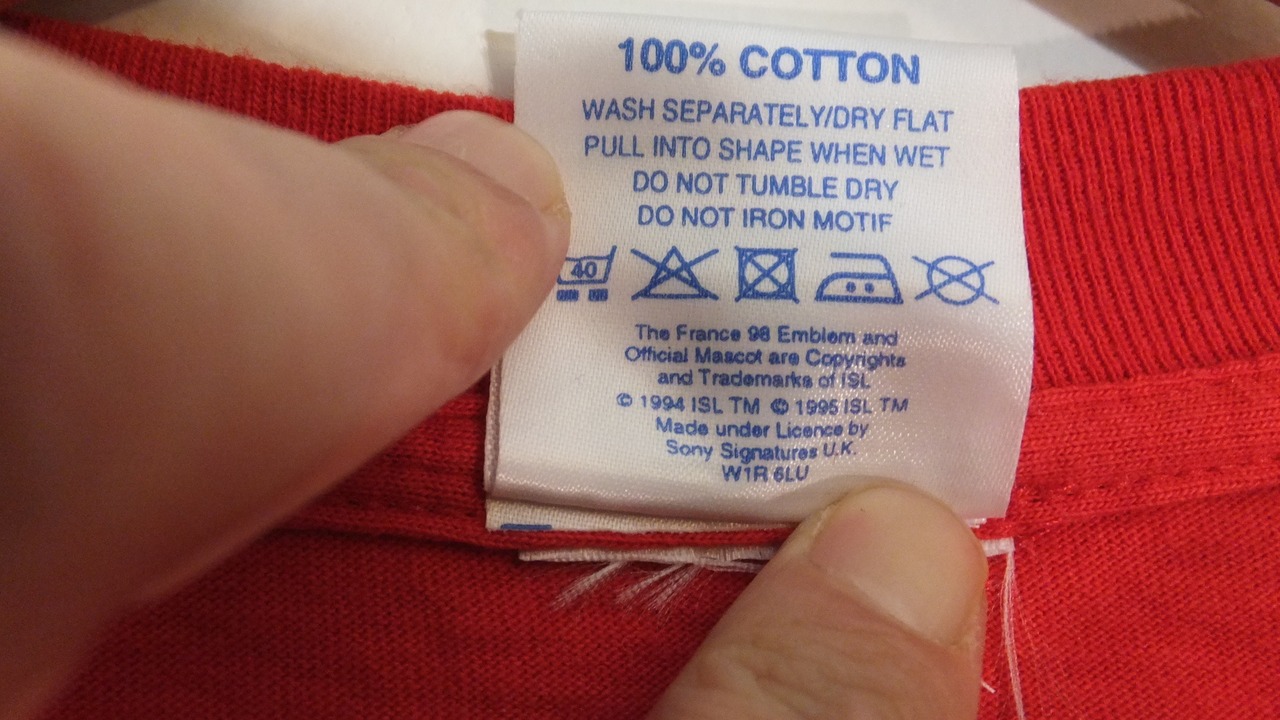 100% COTTON
WASH SEPARATELY/DRY FLAT
PULL INTO SHAPE WHEN WET
DO NOT TUMBLE DRY
DO NOT IRON MOTIF
40
The France 98 Emblem and
Official Mascot are Copyrights
and Trademarks of ISL
© 1994 ISL TM © 1995 ISL TM
Made under Licence by
Sony Signatures U.K.
W1R 6LU